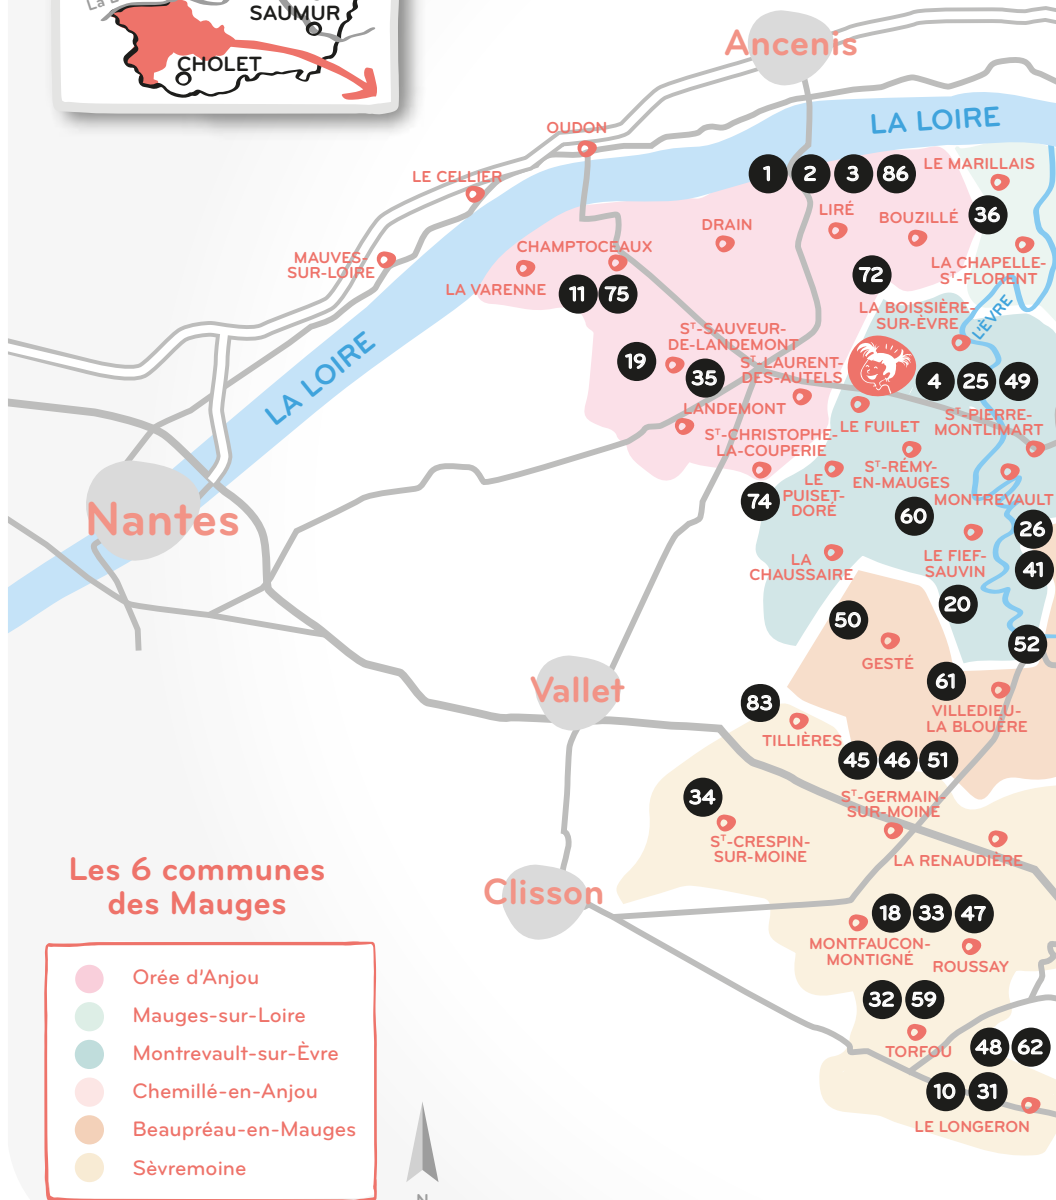 SAUMUR
CHOLET
Ancenis
LA LOIRE
OUDON
LE CELLIER
MAUVES-
SUR-LOIRE
1
2
3
86
LE MARILLAIS
LIRÉ
BOUZILLÉ
36
DRAIN
CHAMPTOCEAUX
LA VARENNE
11
75
72
LA CHAPELLE-
Sᵀ-FLORENT
LA BOISSIÈRE-
SUR-ÈVRE
L'ÈVRE
LA LOIRE
Sᵀ-SAUVEUR-
DE-LANDEMONT
19
35
Sᵀ-LAURENT-
DES-AUTELS
4
25
49
LANDEMONT
LE FUILET
Sᵀ-PIERRE-
MONTLIMART
Sᵀ-CHRISTOPHE-
LA-COUPERIE
LE
PUISET-
DORÉ
Sᵀ-RÉMY-
EN-MAUGES
MONTREVAULT
74
60
26
Nantes
LA
CHAUSSAIRE
LE FIEF-
SAUVIN
41
20
50
52
GESTÉ
Vallet
61
VILLEDIEU-
LA BLOUÈRE
83
TILLIÈRES
45
46
51
34
Sᵀ-GERMAIN-
SUR-MOINE
Sᵀ-CRESPIN-
SUR-MOINE
LA RENAUDIÈRE
Clisson
18
33
47
MONTFAUCON-
MONTIGNÉ
ROUSSAY
32
59
TORFOU
48
62
10
31
LE LONGERON
Les 6 communes
des Mauges
Orée d'Anjou
Mauges-sur-Loire
Montrevault-sur-Èvre
Chemillé-en-Anjou
Beaupréau-en-Mauges
Sèvremoine